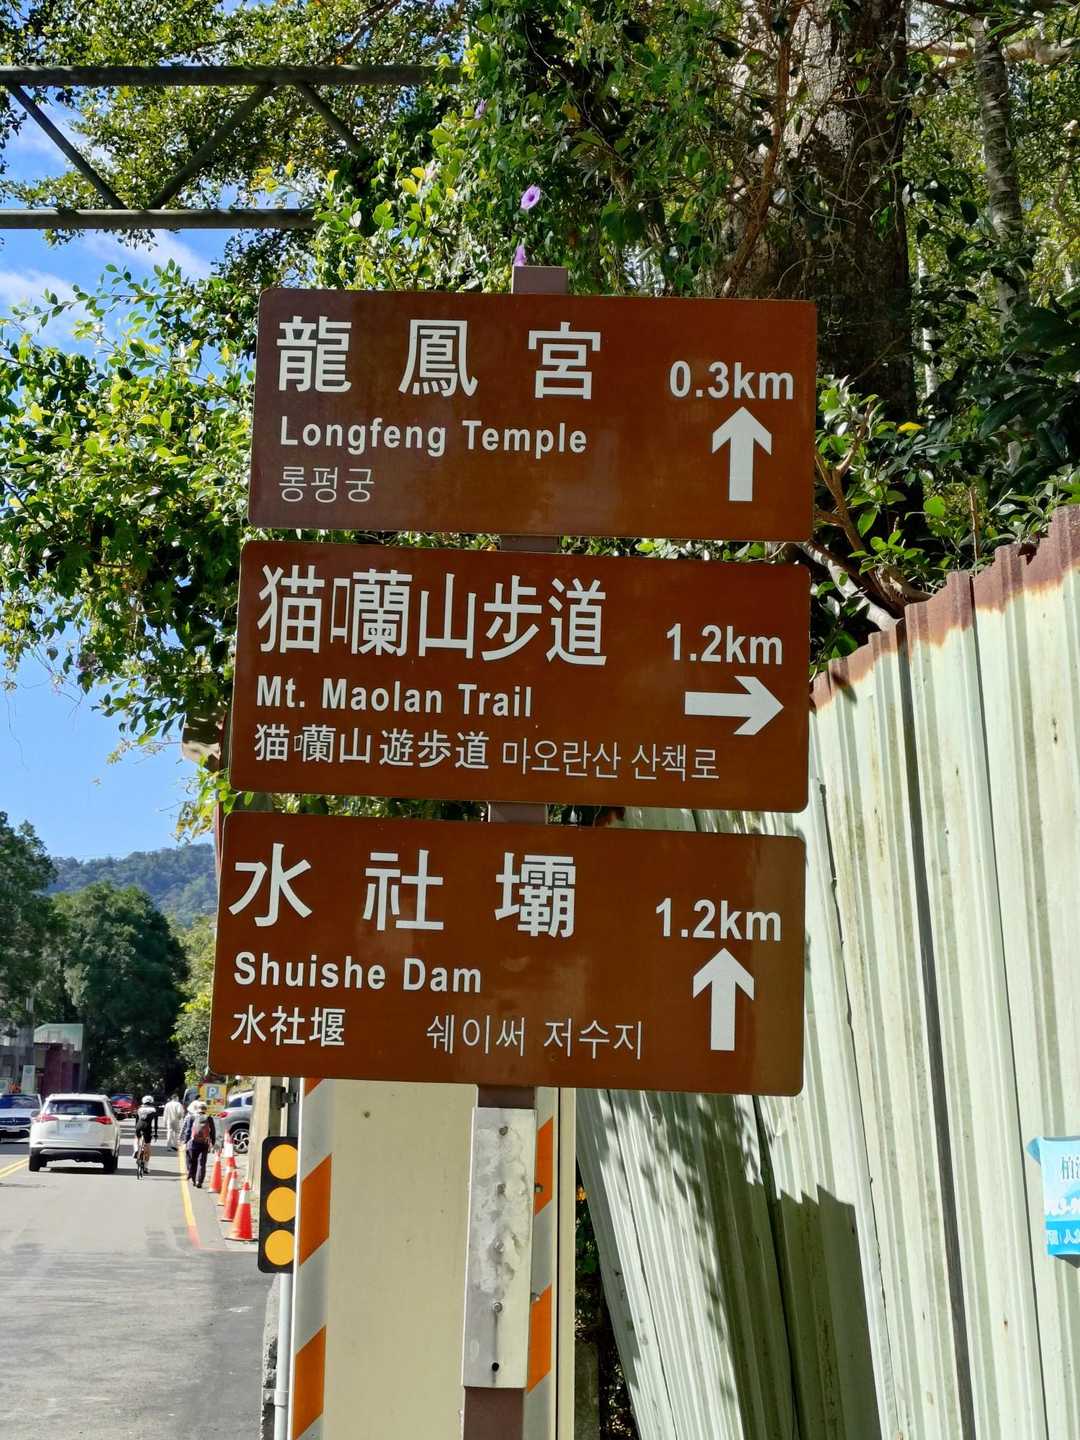 龍鳳宮 0.3km
Longfeng Temple
롱펑궁
猫囒山步道 1.2km
Mt. Maolan Trail
猫囒山遊歩道 마오란산 산책로
水社壩 1.2km
Shuishe Dam
水社堰 쉐이써 저수지
P